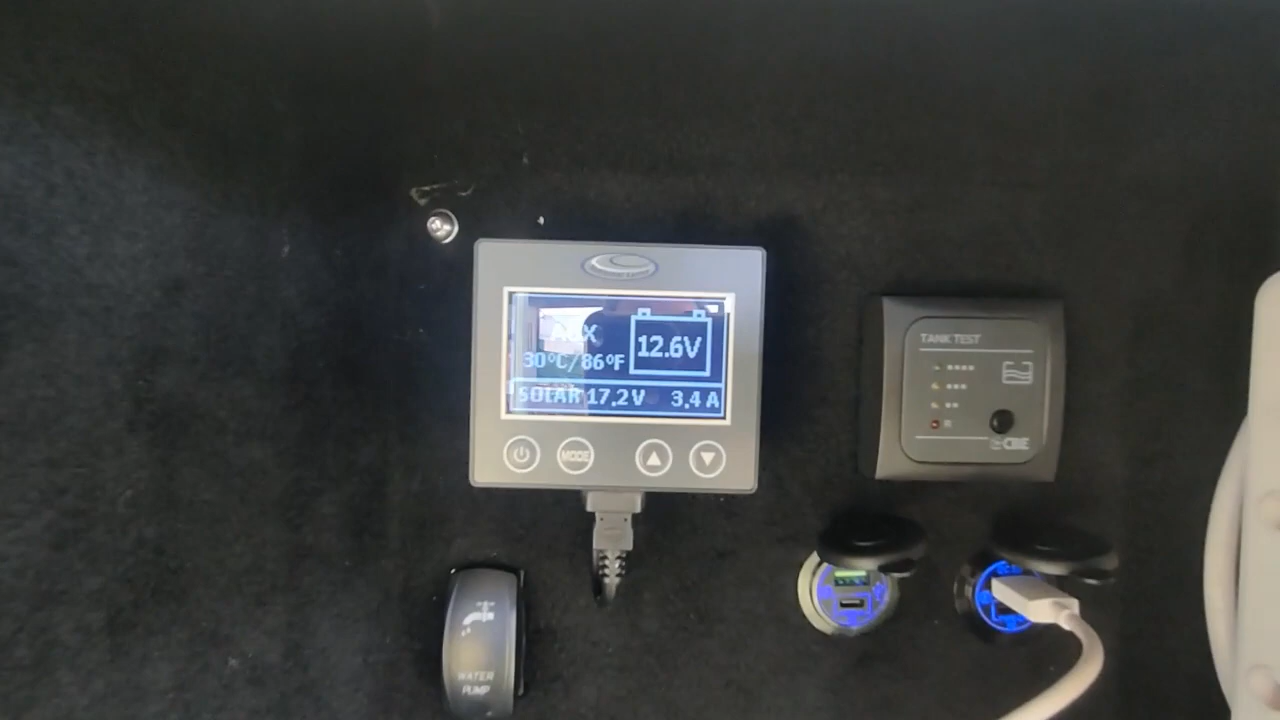 AUX
12.6V
30°C/86°F
SOLAR 17.2V 3.4 A
MODE
TANK TEST
CBE
WATER
PUMP